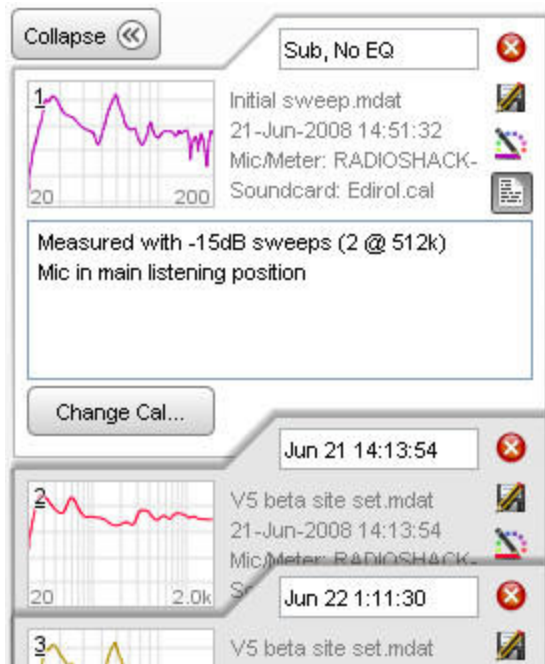 Collapse
Sub, No EQ
1
Initial sweep.mdat
21-Jun-2008 14:51:32
Mic/Meter: RADIOSHACK-
Soundcard: Edirol.cal
20 200
Measured with -15dB sweeps (2 @ 512k)
Mic in main listening position
Change Cal...
Jun 21 14:13:54
2
V5 beta site set.mdat
21-Jun-2008 14:13:54
Mic/Meter: RADIOSHACK-
20 2.0k
Jun 22 1:11:30
3
V5 beta site set.mdat